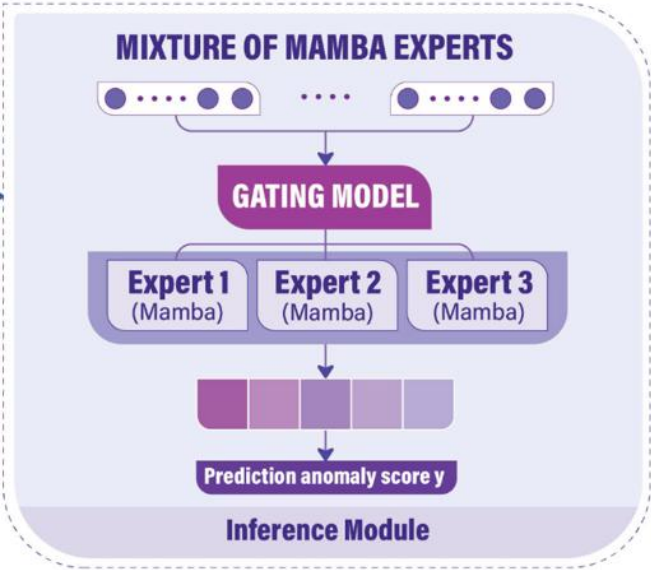 MIXTURE OF MAMBA EXPERTS
GATING MODEL
Expert 1
(Mamba)
Expert 2
(Mamba)
Expert 3
(Mamba)
Prediction anomaly score y
Inference Module